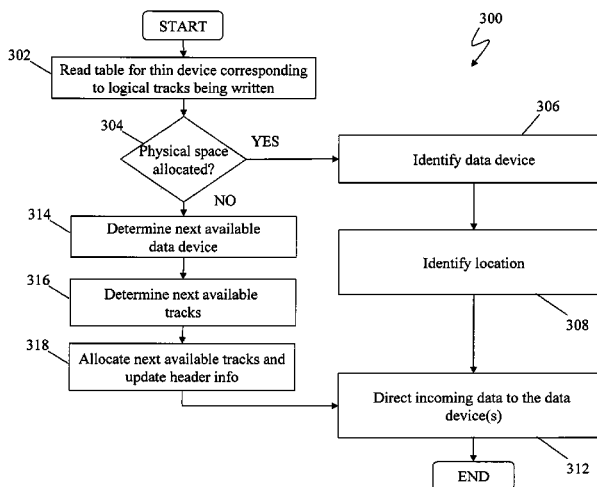 START
300
302
Read table for thin device corresponding
to logical tracks being written
304
Physical space
allocated?
YES
NO
306
Identify data device
314
Determine next available
data device
Identify location
308
316
Determine next available
tracks
318
Allocate next available tracks and
update header info
Direct incoming data to the data
device(s)
312
END